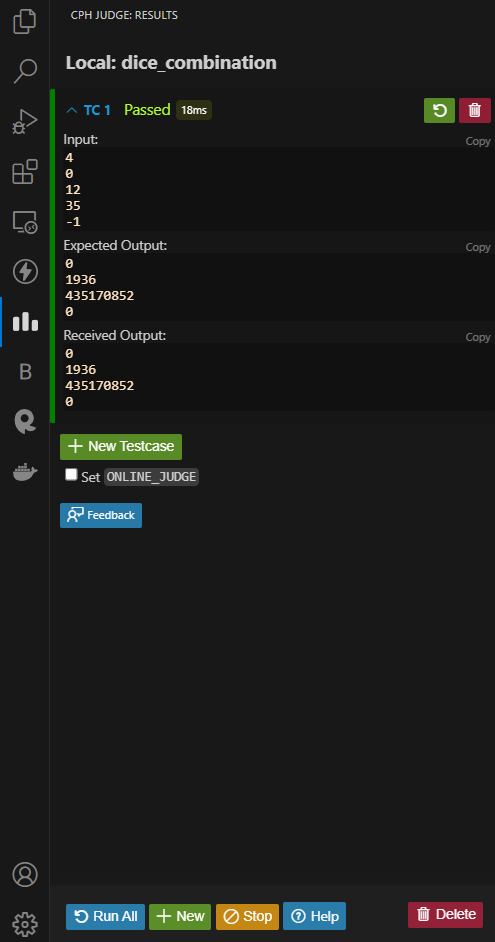 CPH JUDGE: RESULTS
Local: dice_combination
TC 1 Passed 18ms
Input:
Copy
4
0
12
35
-1
Expected Output:
Copy
0
1936
435170852
0
Received Output:
Copy
0
1936
435170852
0
New Testcase
Set ONLINE_JUDGE
Feedback
B
Run All
New
Stop
Help
Delete